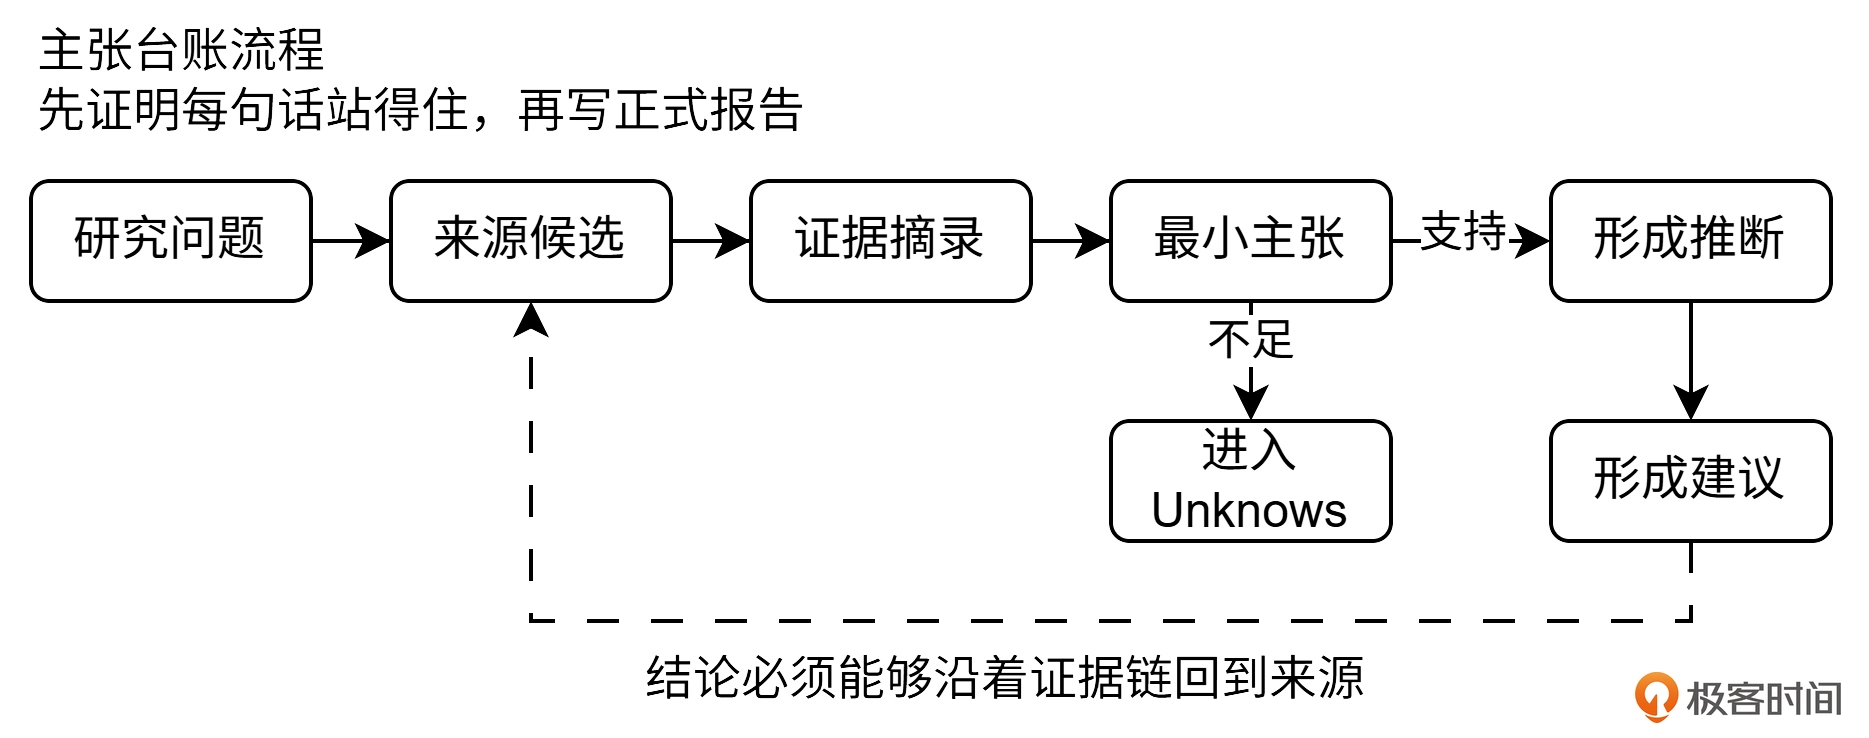 主张台账流程
先证明每句话站得住，再写正式报告
研究问题
来源候选
证据摘录
最小主张
支持
形成推断
不足
进入
Unknows
形成建议
结论必须能够沿着证据链回到来源
极客时间